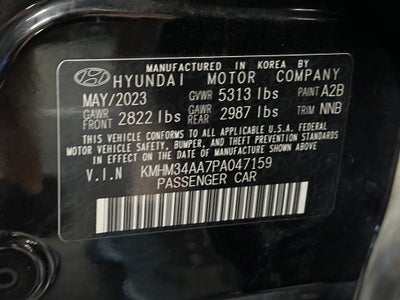 MANUFACTURED IN KOREA
HYUNDAI MOTOR COMPANY
MAY/2023 GVWR 5313 lbs PAINT A2B
GAWR FRONT 2822 lbs GAWR REAR 2987 lbs TRIM NNB
THIS VEHICLE CONFORMS TO ALL APPLICABLE U.S.A. FEDERAL
MOTOR VEHICLE SAFETY, BUMPER, AND THEFT PREVENTION
STANDARDS IN EFFECT ON THE DATE OF MANUFACTURE SHOWN ABOVE.
V.I.N KMHM34AA7PA047159
PASSENGER CAR